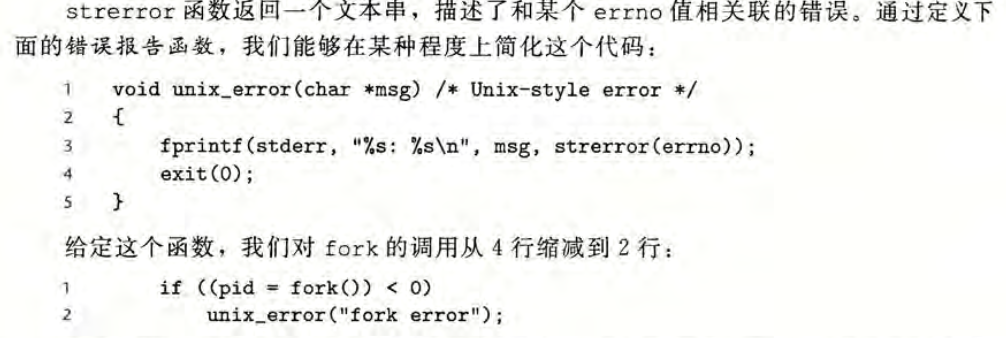 strerror 函数返回一个文本串，描述了和某个 errno 值相关联的错误。通过定义下
面的错误报告函数，我们能够在某种程度上简化这个代码：
1 void unix_error(char *msg) /* Unix-style error */
2 {
3 fprintf(stderr, "%s: %s\n", msg, strerror(errno));
4 exit(0);
5 }
给定这个函数，我们对 fork 的调用从 4 行缩减到 2 行：
1 if ((pid = fork()) < 0)
2 unix_error("fork error");